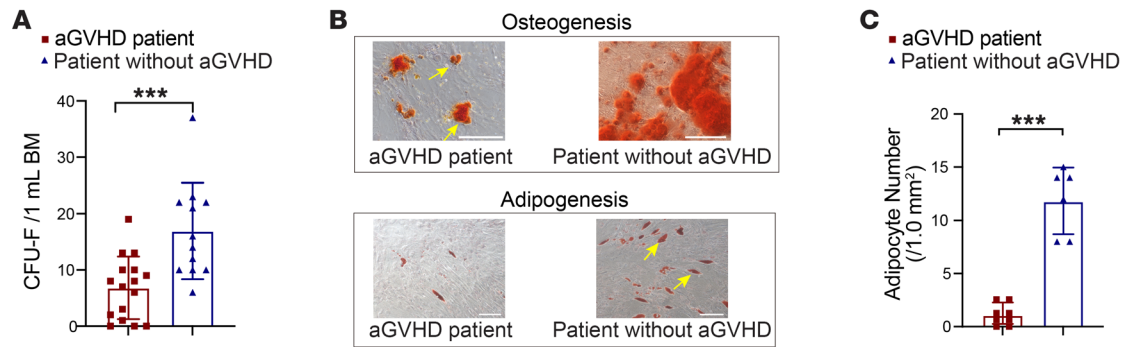 A
aGVHD patient
Patient without aGVHD
CFU-F /1 mL BM
40
30
20
10
0
***
B
Osteogenesis
aGVHD patient
Patient without aGVHD
Adipogenesis
aGVHD patient
Patient without aGVHD
C
aGVHD patient
Patient without aGVHD
Adipocyte Number
(/1.0 mm²)
20
15
10
5
0
***